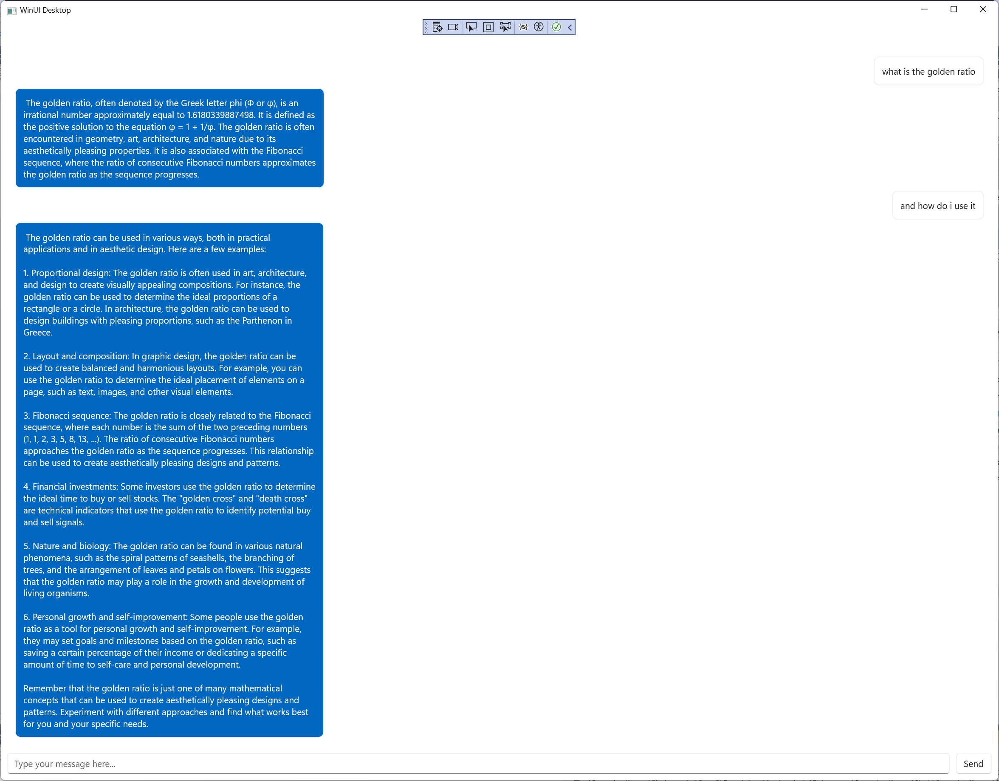 WinUI Desktop
what is the golden ratio
The golden ratio, often denoted by the Greek letter phi (Φ or φ), is an
irrational number approximately equal to 1.6180339887498. It is defined as
the positive solution to the equation φ = 1 + 1/φ. The golden ratio is often
encountered in geometry, art, architecture, and nature due to its
aesthetically pleasing properties. It is also associated with the Fibonacci
sequence, where the ratio of consecutive Fibonacci numbers approximates
the golden ratio as the sequence progresses.
and how do i use it
The golden ratio can be used in various ways, both in practical
applications and in aesthetic design. Here are a few examples:
1. Proportional design: The golden ratio is often used in art, architecture,
and design to create visually appealing compositions. For instance, the
golden ratio can be used to determine the ideal proportions of a
rectangle or a circle. In architecture, the golden ratio can be used to
design buildings with pleasing proportions, such as the Parthenon in
Greece.
2. Layout and composition: In graphic design, the golden ratio can be
used to create balanced and harmonious layouts. For example, you can
use the golden ratio to determine the ideal placement of elements on a
page, such as text, images, and other visual elements.
3. Fibonacci sequence: The golden ratio is closely related to the Fibonacci
sequence, where each number is the sum of the two preceding numbers
(1, 1, 2, 3, 5, 8, 13, ...). The ratio of consecutive Fibonacci numbers
approaches the golden ratio as the sequence progresses. This relationship
can be used to create aesthetically pleasing designs and patterns.
4. Financial investments: Some investors use the golden ratio to determine
the ideal time to buy or sell stocks. The "golden cross" and "death cross"
are technical indicators that use the golden ratio to identify potential buy
and sell signals.
5. Nature and biology: The golden ratio can be found in various natural
phenomena, such as the spiral patterns of seashells, the branching of
trees, and the arrangement of leaves and petals on flowers. This suggests
that the golden ratio may play a role in the growth and development of
living organisms.
6. Personal growth and self-improvement: Some people use the golden
ratio as a tool for personal growth and self-improvement. For example,
they may set goals and milestones based on the golden ratio, such as
saving a certain percentage of their income or dedicating a specific
amount of time to self-care and personal development.
Remember that the golden ratio is just one of many mathematical
concepts that can be used to create aesthetically pleasing designs and
patterns. Experiment with different approaches and find what works best
for you and your specific needs.
Type your message here...
Send